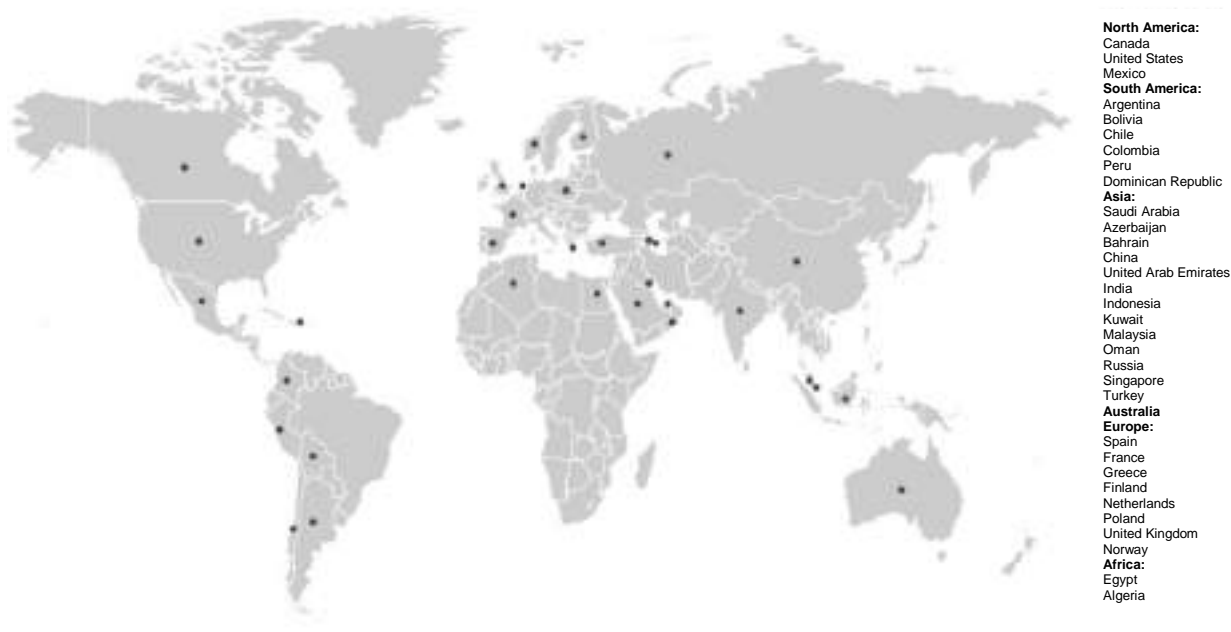 North America:
Canada
United States
Mexico
South America:
Argentina
Bolivia
Chile
Colombia
Peru
Dominican Republic
Asia:
Saudi Arabia
Azerbaijan
Bahrain
China
United Arab Emirates
India
Indonesia
Kuwait
Malaysia
Oman
Russia
Singapore
Turkey
Australia
Europe:
Spain
France
Greece
Finland
Netherlands
Poland
United Kingdom
Norway
Africa:
Egypt
Algeria